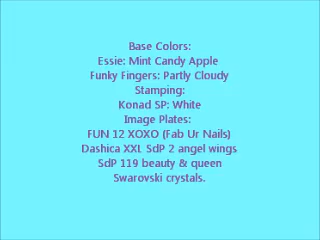 Base Colors:
Essie: Mint Candy Apple
Funky Fingers: Partly Cloudy
Stamping:
Konad SP: White
Image Plates:
FUN 12 XOXO (Fab Ur Nails)
Dashica XXL SdP 2 angel wings
SdP 119 beauty & queen
Swarovski crystals.